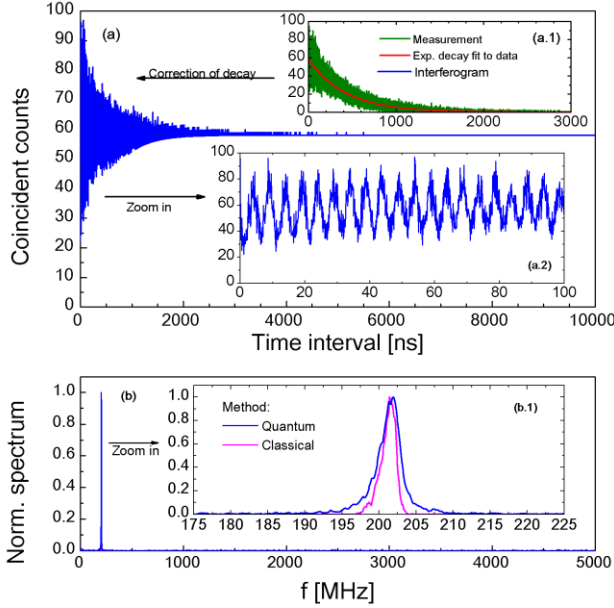 100
90
80
70
60
50
40
30
20
10
0
Coincident counts
(a)
Correction of decay
Zoom in
100
80
60
40
20
0
0 1000 2000 3000
(a.1)
Measurement
Exp. decay fit to data
Interferogram
100
80
60
40
20
0
0 20 40 60 80 100
(a.2)
0 2000 4000 6000 8000 10000
Time interval [ns]
1.0
0.8
0.6
0.4
0.2
0.0
Norm. spectrum
(b)
Zoom in
1.0
0.8
0.6
0.4
0.2
0.0
(b.1)
Method:
Quantum
Classical
175 180 185 190 195 200 205 210 215 220 225
0 1000 2000 3000 4000 5000
f [MHz]